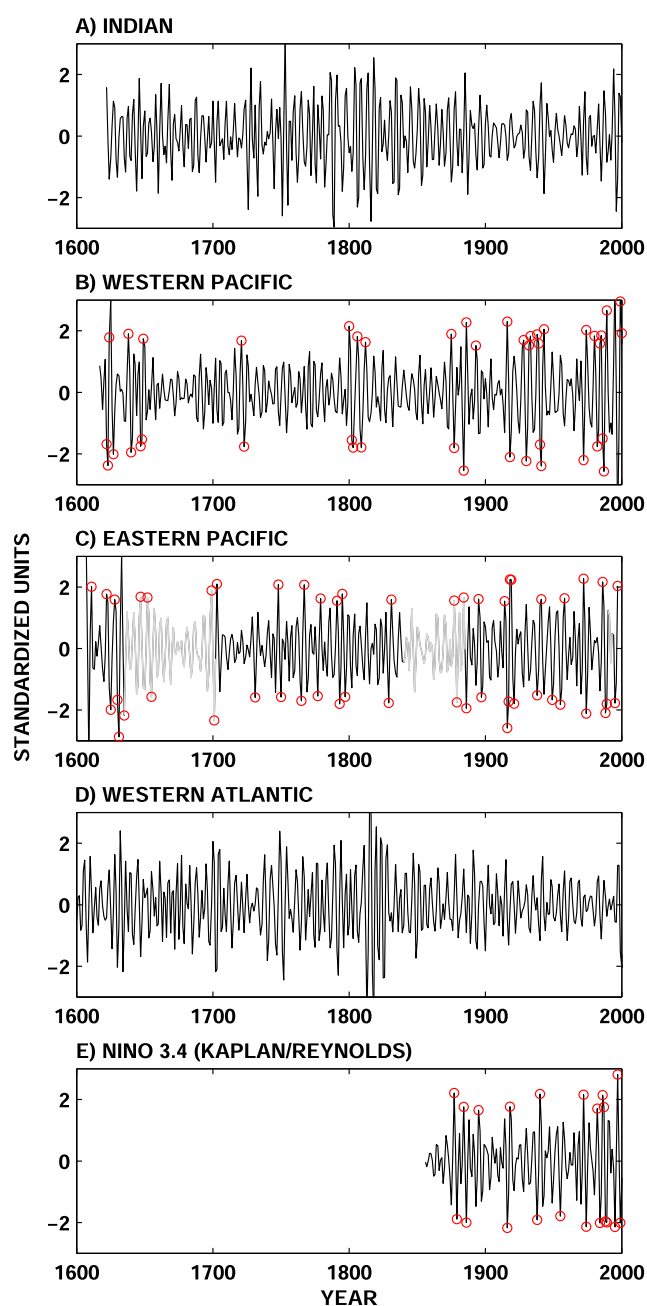 A) INDIAN
2
0
−2
1600 1700 1800 1900 2000
B) WESTERN PACIFIC
2
0
−2
1600 1700 1800 1900 2000
C) EASTERN PACIFIC
2
0
−2
1600 1700 1800 1900 2000
STANDARDIZED UNITS
D) WESTERN ATLANTIC
2
0
−2
1600 1700 1800 1900 2000
E) NINO 3.4 (KAPLAN/REYNOLDS)
2
0
−2
1600 1700 1800 1900 2000
YEAR